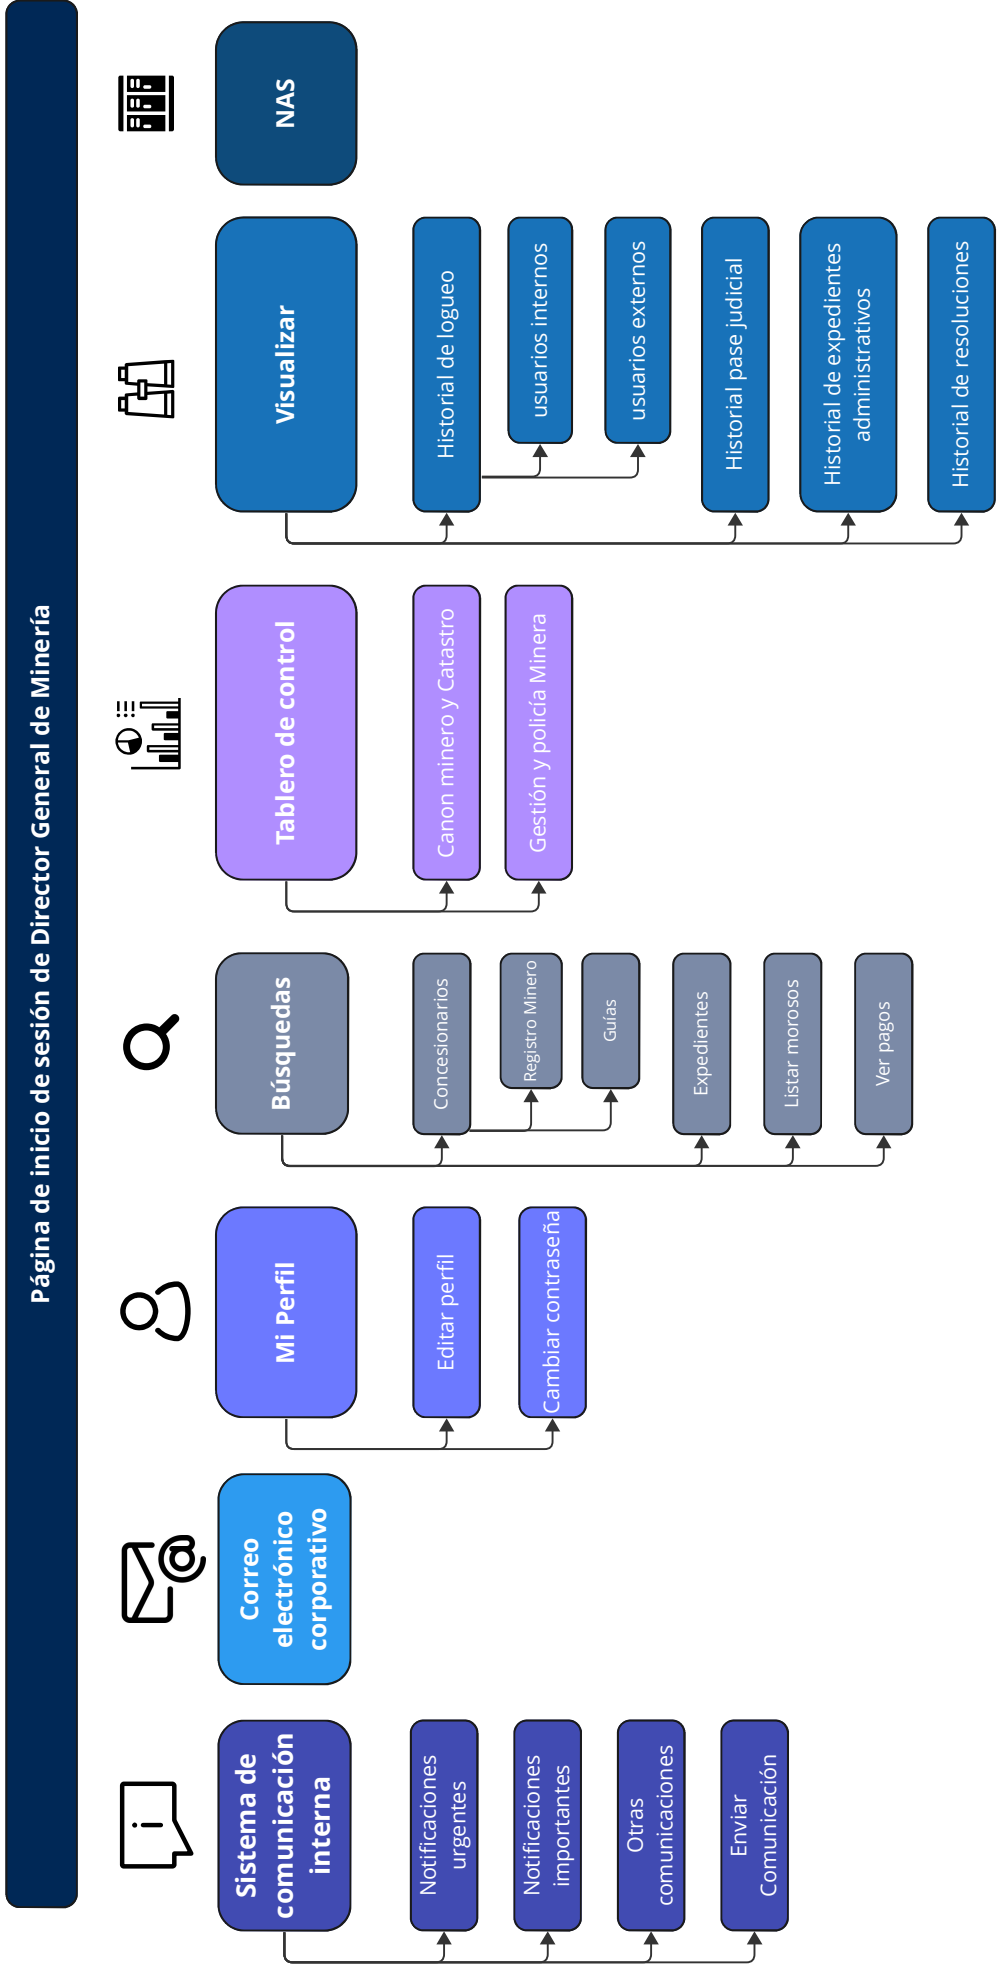 Página de inicio de sesión de Director General de Minería
Sistema de
comunicación
interna
Notificaciones
urgentes
Notificaciones
importantes
Otras
comunicaciones
Enviar
Comunicación
Correo
electrónico
corporativo
Mi Perfil
Editar perfil
Cambiar contraseña
Búsquedas
Concesionarios
Registro Minero
Guías
Expedientes
Listar morosos
Ver pagos
Tablero de control
Canon minero y Catastro
Gestión y policía Minera
Visualizar
Historial de logueo
usuarios internos
usuarios externos
Historial pase judicial
Historial de expedientes
administrativos
Historial de resoluciones
NAS